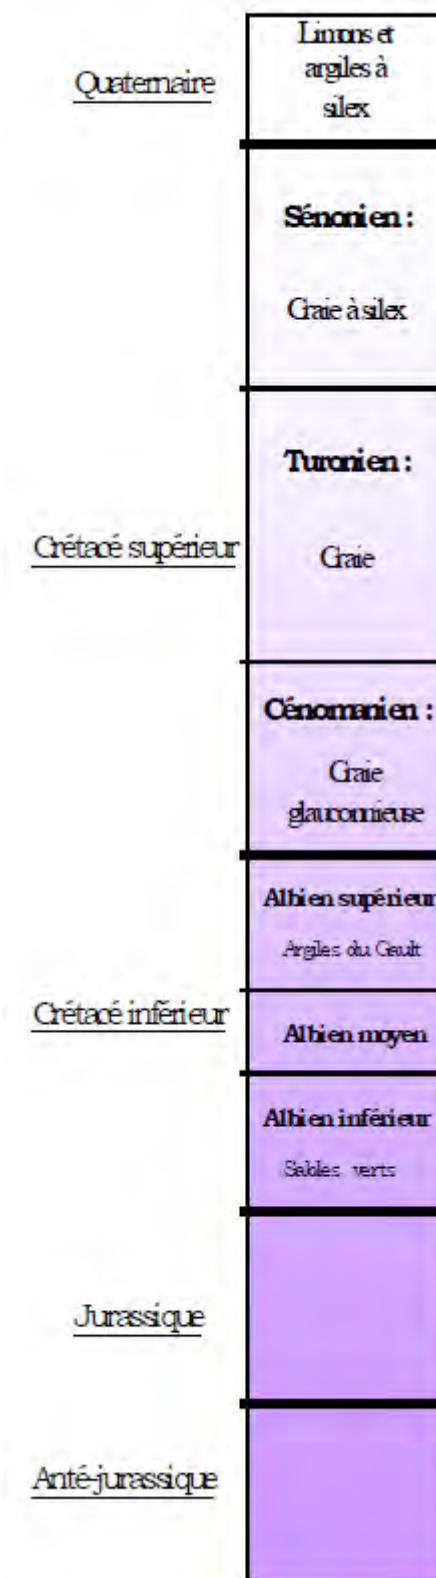 Limons et
argiles à
silex
Quaternaire
Sénonien :
Craie à silex
Turonien :
Crétacé supérieur
Craie
Cénomanien :
Craie
glauconnieuse
Albien supérieur
Argiles du Gault
Crétacé inférieur
Albien moyen
Albien inférieur
Sables verts
Jurassique
Anté-jurassique